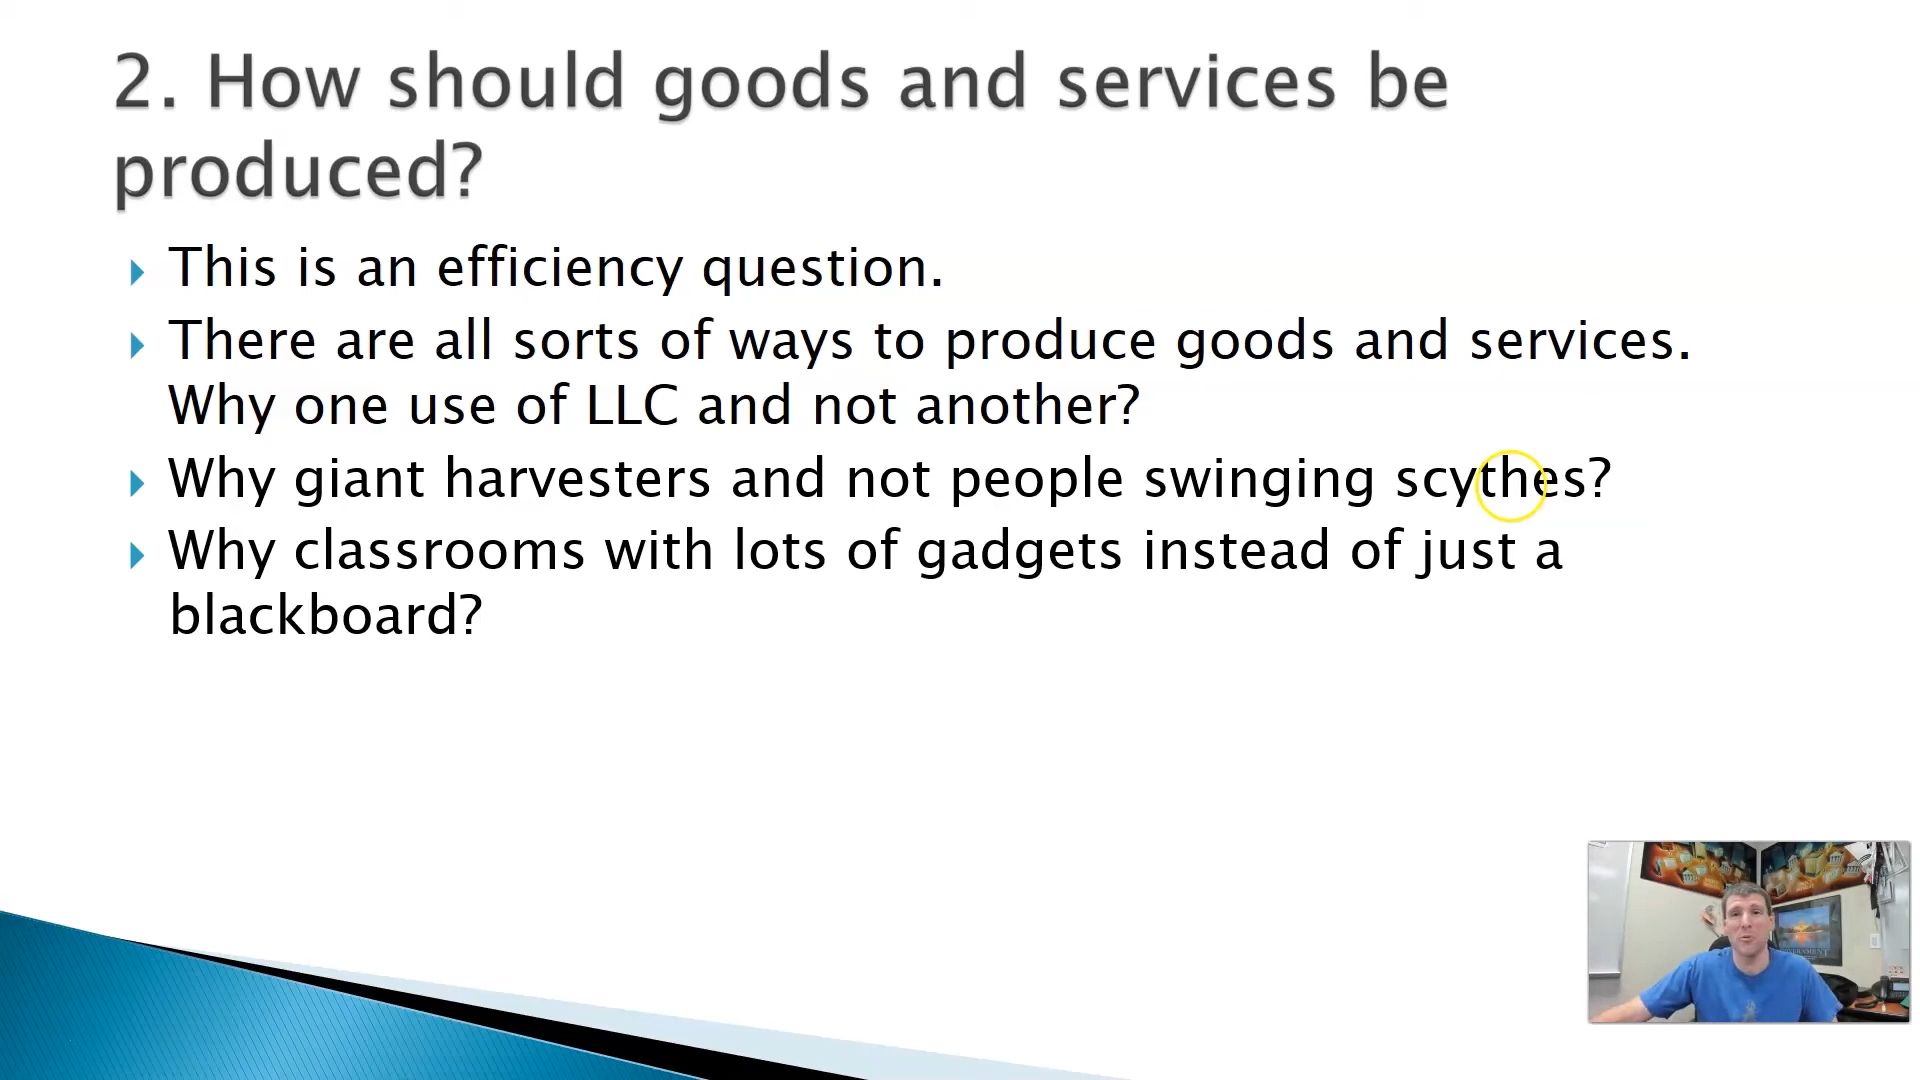 2. How should goods and services be
produced?
This is an efficiency question.
There are all sorts of ways to produce goods and services.
Why one use of LLC and not another?
Why giant harvesters and not people swinging scythes?
Why classrooms with lots of gadgets instead of just a
blackboard?